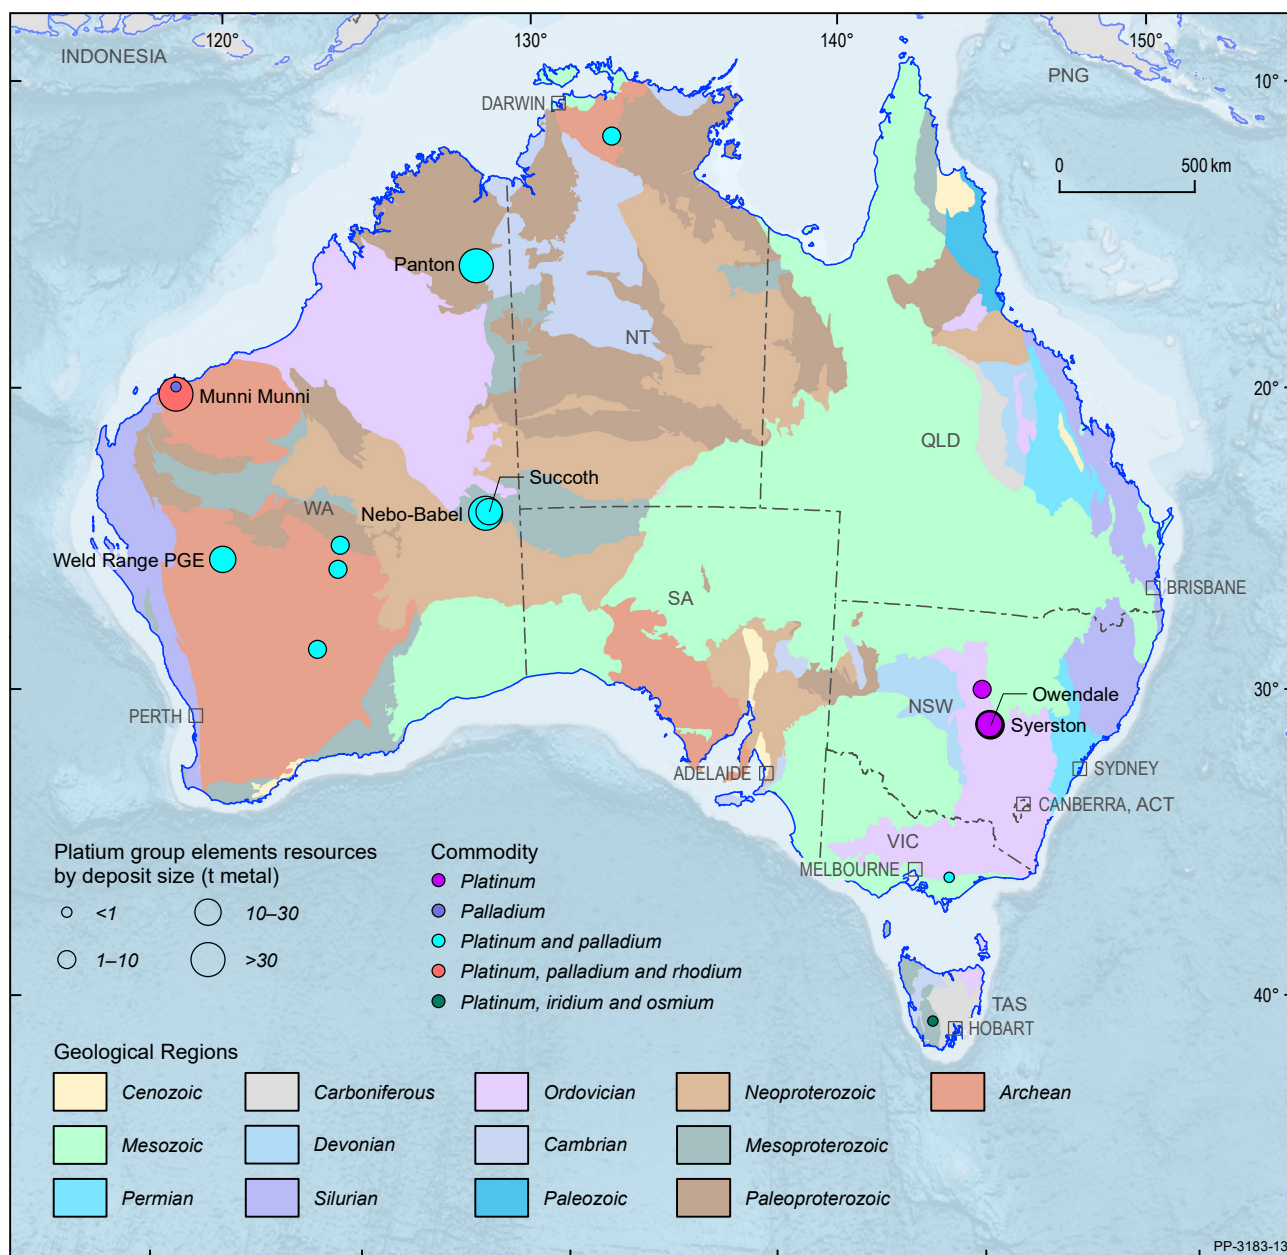 120°
130°
140°
150°
INDONESIA
PNG
10°
DARWIN
0
500 km
Panton
NT
20°
Munni Munni
QLD
Succoth
WA
Nebo-Babel
Weld Range PGE
BRISBANE
SA
30°
Owendale
NSW
Syerston
PERTH
ADELAIDE
SYDNEY
CANBERRA, ACT
VIC
MELBOURNE
Platium group elements resources
by deposit size (t metal)
<1
10–30
1–10
>30
Commodity
Platinum
Palladium
Platinum and palladium
Platinum, palladium and rhodium
Platinum, iridium and osmium
40°
TAS
HOBART
Geological Regions
Cenozoic
Carboniferous
Ordovician
Neoproterozoic
Archean
Mesozoic
Devonian
Cambrian
Mesoproterozoic
Permian
Silurian
Paleozoic
Paleoproterozoic
PP-3183-13